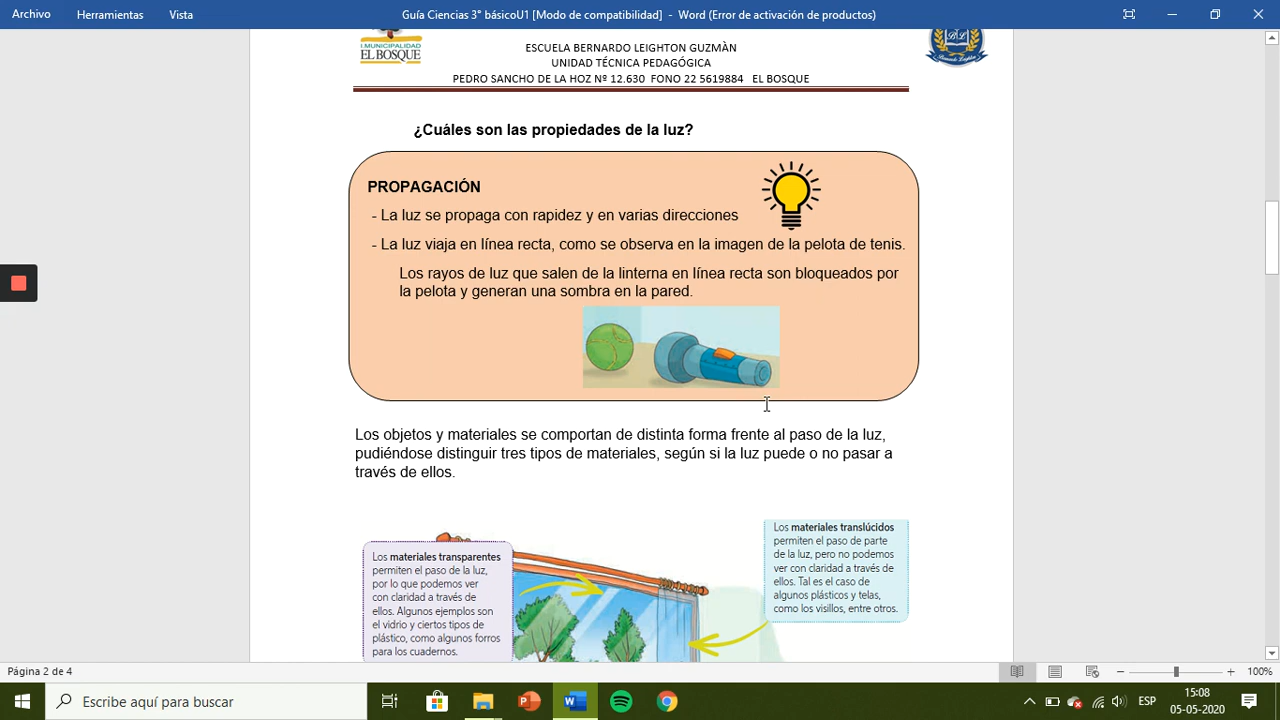 Archivo Herramientas Vista Guía Ciencias 3° básicoU1 [Modo de compatibilidad] - Word (Error de activación de productos)
I.MUNICIPALIDAD
EL BOSQUE
ESCUELA BERNARDO LEIGHTON GUZMÀN
UNIDAD TÉCNICA PEDAGÓGICA
PEDRO SANCHO DE LA HOZ Nº 12.630 FONO 22 5619884 EL BOSQUE
¿Cuáles son las propiedades de la luz?
PROPAGACIÓN
- La luz se propaga con rapidez y en varias direcciones
- La luz viaja en línea recta, como se observa en la imagen de la pelota de tenis.
Los rayos de luz que salen de la linterna en línea recta son bloqueados por
la pelota y generan una sombra en la pared.
Los objetos y materiales se comportan de distinta forma frente al paso de la luz,
pudiéndose distinguir tres tipos de materiales, según si la luz puede o no pasar a
través de ellos.
Los materiales transparentes
permiten el paso de la luz,
por lo que podemos ver
con claridad a través de
ellos. Algunos ejemplos son
el vidrio y ciertos tipos de
plástico, como algunos forros
para los cuadernos.
Los materiales translúcidos
permiten el paso de parte
de la luz, pero no podemos
ver con claridad a través de
ellos. Tal es el caso de
algunos plásticos y telas,
como los visillos, entre otros.
Página 2 de 4
100%
Escribe aquí para buscar
ESP
15:08
05-05-2020